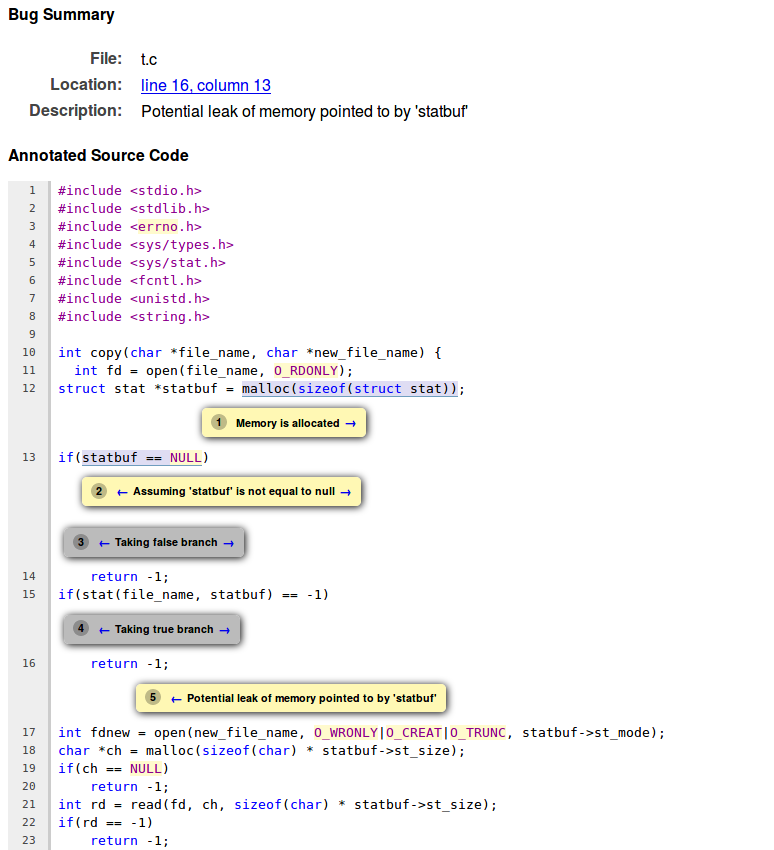 Bug Summary
File: t.c
Location: line 16, column 13
Description: Potential leak of memory pointed to by 'statbuf'
Annotated Source Code
1 #include <stdio.h>
2 #include <stdlib.h>
3 #include <errno.h>
4 #include <sys/types.h>
5 #include <sys/stat.h>
6 #include <fcntl.h>
7 #include <unistd.h>
8 #include <string.h>
9
10 int copy(char *file_name, char *new_file_name) {
11   int fd = open(file_name, O_RDONLY);
12 struct stat *statbuf = malloc(sizeof(struct stat));
1 Memory is allocated →
13 if(statbuf == NULL)
2 ← Assuming 'statbuf' is not equal to null →
3 ← Taking false branch →
14     return -1;
15 if(stat(file_name, statbuf) == -1)
4 ← Taking true branch →
16     return -1;
5 ← Potential leak of memory pointed to by 'statbuf'
17 int fdnew = open(new_file_name, O_WRONLY|O_CREAT|O_TRUNC, statbuf->st_mode);
18 char *ch = malloc(sizeof(char) * statbuf->st_size);
19 if(ch == NULL)
20     return -1;
21 int rd = read(fd, ch, sizeof(char) * statbuf->st_size);
22 if(rd == -1)
23     return -1;